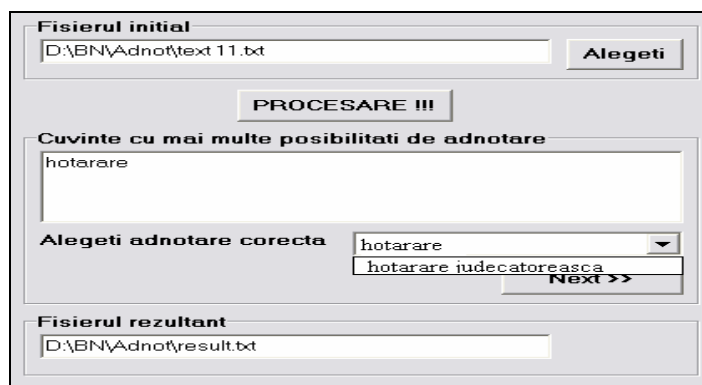 Fisierul initial
D:\BN\Adnot\text 11.txt
Alegeti
PROCESARE !!!
Cuvinte cu mai multe posibilitati de adnotare
hotarare
Alegeti adnotare corecta
hotarare
hotarare judecatoreasca
Next >>
Fisierul rezultant
D:\BN\Adnot\result.txt